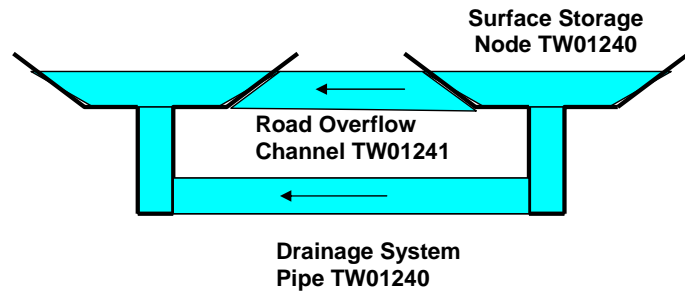 Surface Storage
Node TW01240
Road Overflow
Channel TW01241
Drainage System
Pipe TW01240